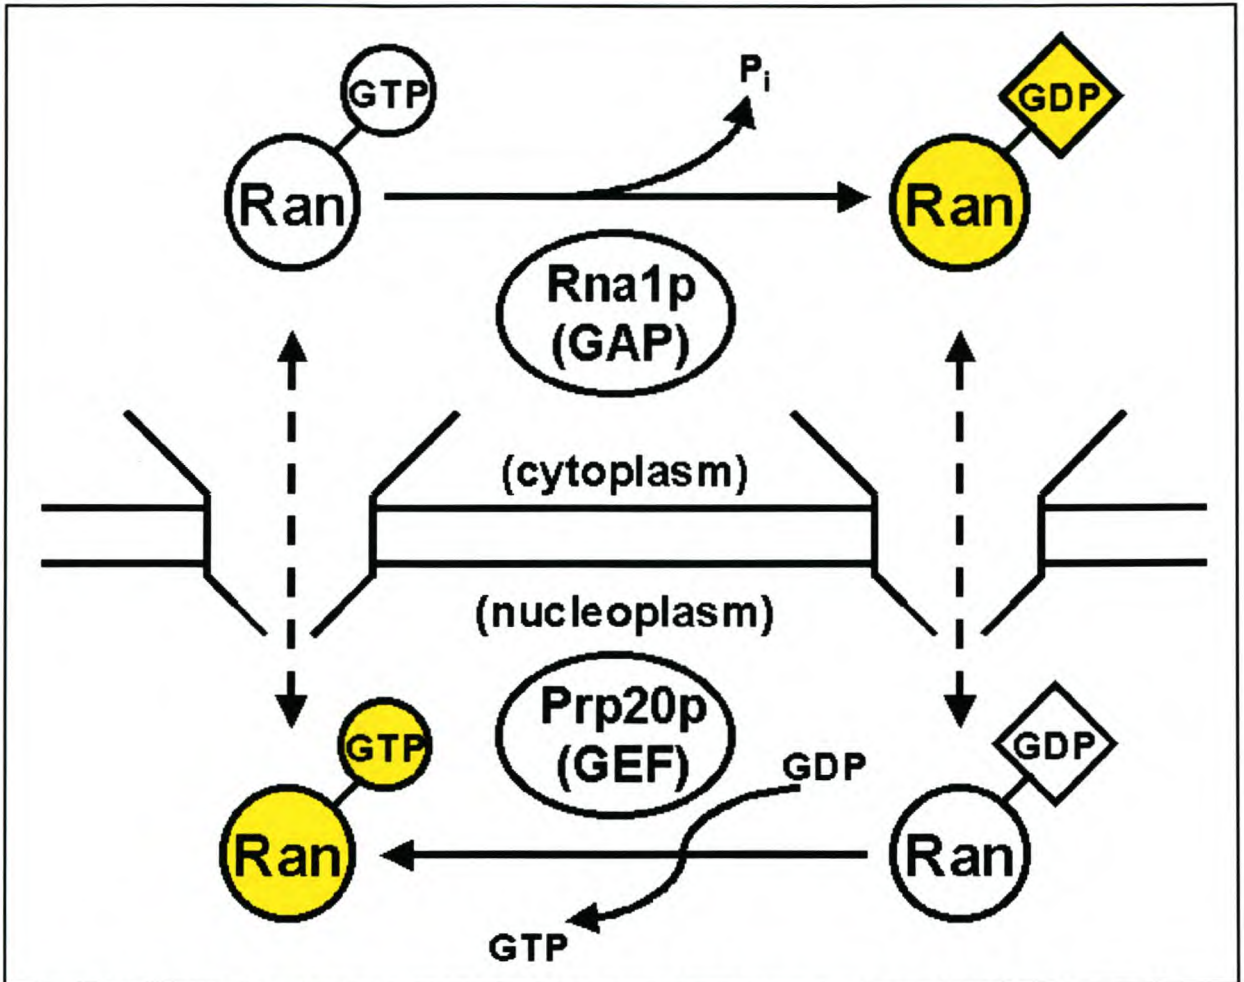 GTP
Ran
Pi
GDP
Ran
Rna1p
(GAP)
(cytoplasm)
(nucleoplasm)
Prp20p
(GEF)
GTP
Ran
GDP
GTP
GDP
Ran